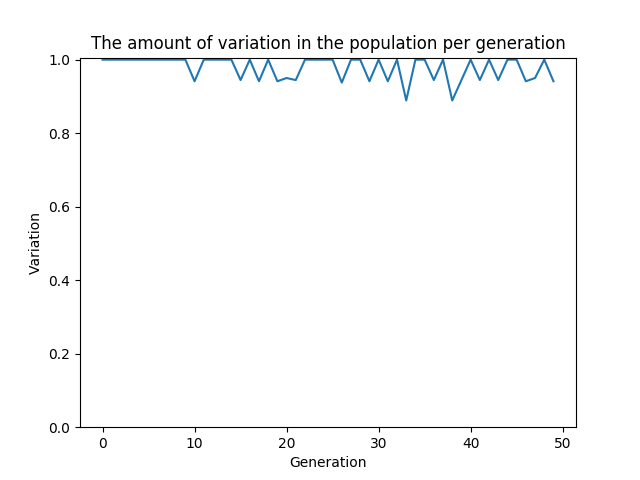 The amount of variation in the population per generation
1.0
0.8
0.6
0.4
0.2
0.0
Variation
0 10 20 30 40 50
Generation